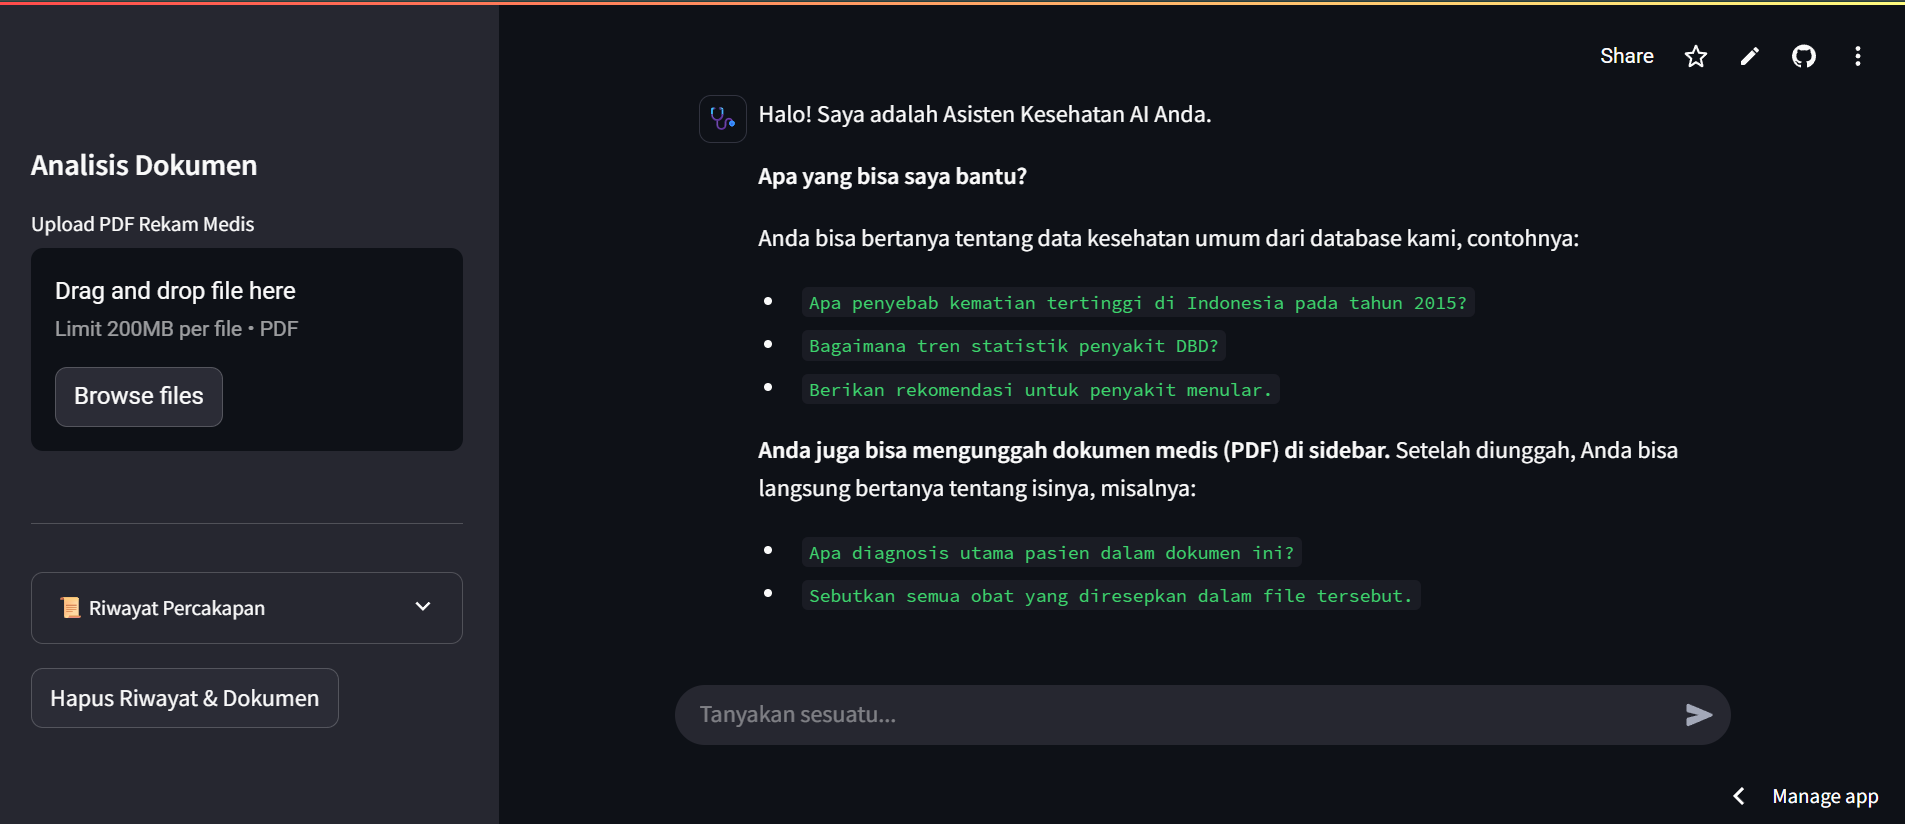 Share
Analisis Dokumen
Upload PDF Rekam Medis
Drag and drop file here
Limit 200MB per file • PDF
Browse files
📜 Riwayat Percakapan
Hapus Riwayat & Dokumen
Halo! Saya adalah Asisten Kesehatan AI Anda.
Apa yang bisa saya bantu?
Anda bisa bertanya tentang data kesehatan umum dari database kami, contohnya:
• Apa penyebab kematian tertinggi di Indonesia pada tahun 2015?
• Bagaimana tren statistik penyakit DBD?
• Berikan rekomendasi untuk penyakit menular.
Anda juga bisa mengunggah dokumen medis (PDF) di sidebar. Setelah diunggah, Anda bisa
langsung bertanya tentang isinya, misalnya:
• Apa diagnosis utama pasien dalam dokumen ini?
• Sebutkan semua obat yang diresepkan dalam file tersebut.
Tanyakan sesuatu...
Manage app